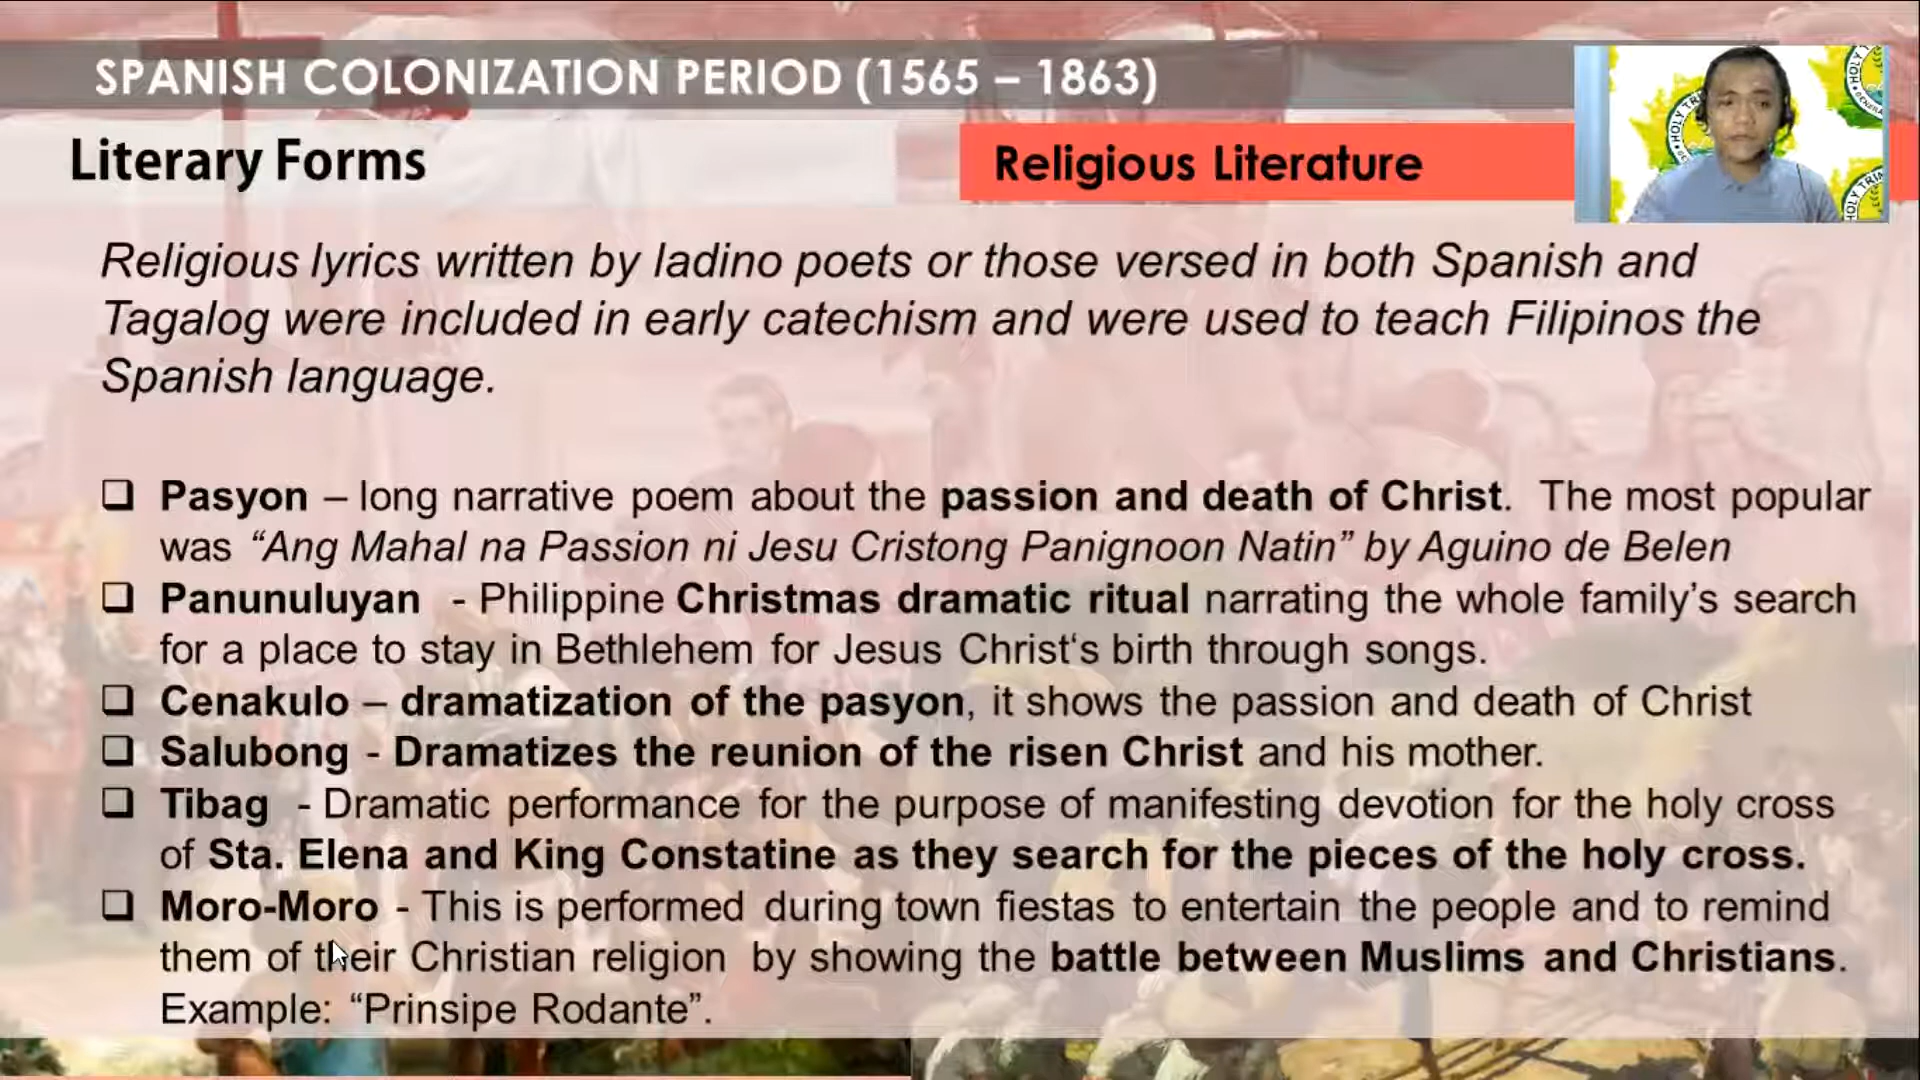 SPANISH COLONIZATION PERIOD (1565 – 1863)
Literary Forms
Religious Literature
Religious lyrics written by ladino poets or those versed in both Spanish and
Tagalog were included in early catechism and were used to teach Filipinos the
Spanish language.
❑ Pasyon – long narrative poem about the passion and death of Christ. The most popular
was “Ang Mahal na Passion ni Jesu Cristong Panignoon Natin” by Aguino de Belen
❑ Panunuluyan - Philippine Christmas dramatic ritual narrating the whole family’s search
for a place to stay in Bethlehem for Jesus Christ‘s birth through songs.
❑ Cenakulo – dramatization of the pasyon, it shows the passion and death of Christ
❑ Salubong - Dramatizes the reunion of the risen Christ and his mother.
❑ Tibag - Dramatic performance for the purpose of manifesting devotion for the holy cross
of Sta. Elena and King Constatine as they search for the pieces of the holy cross.
❑ Moro-Moro - This is performed during town fiestas to entertain the people and to remind
them of their Christian religion by showing the battle between Muslims and Christians.
Example: “Prinsipe Rodante”.